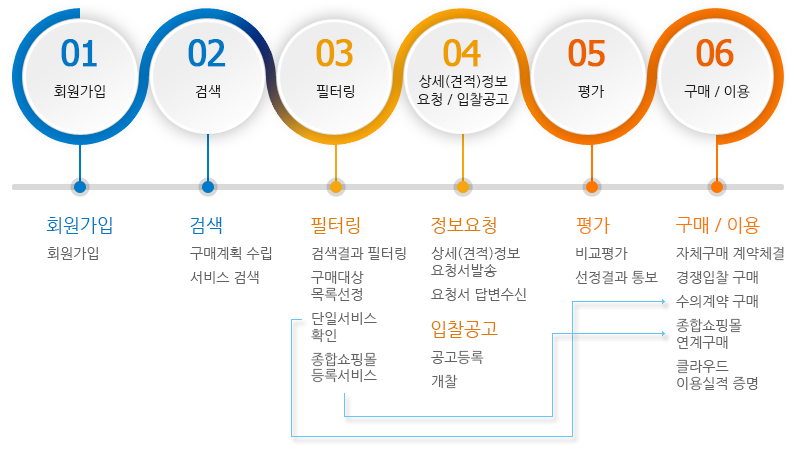 01
회원가입
02
검색
03
필터링
04
상세(견적)정보
요청 / 입찰공고
05
평가
06
구매 / 이용
회원가입
회원가입
검색
구매계획 수립
서비스 검색
필터링
검색결과 필터링
구매대상
목록선정
단일서비스
확인
종합쇼핑몰
등록서비스
정보요청
상세(견적)정보
요청서발송
요청서 답변수신
입찰공고
공고등록
개찰
평가
비교평가
선정결과 통보
구매 / 이용
자체구매 계약체결
경쟁입찰 구매
수의계약 구매
종합쇼핑몰
연계구매
클라우드
이용실적 증명